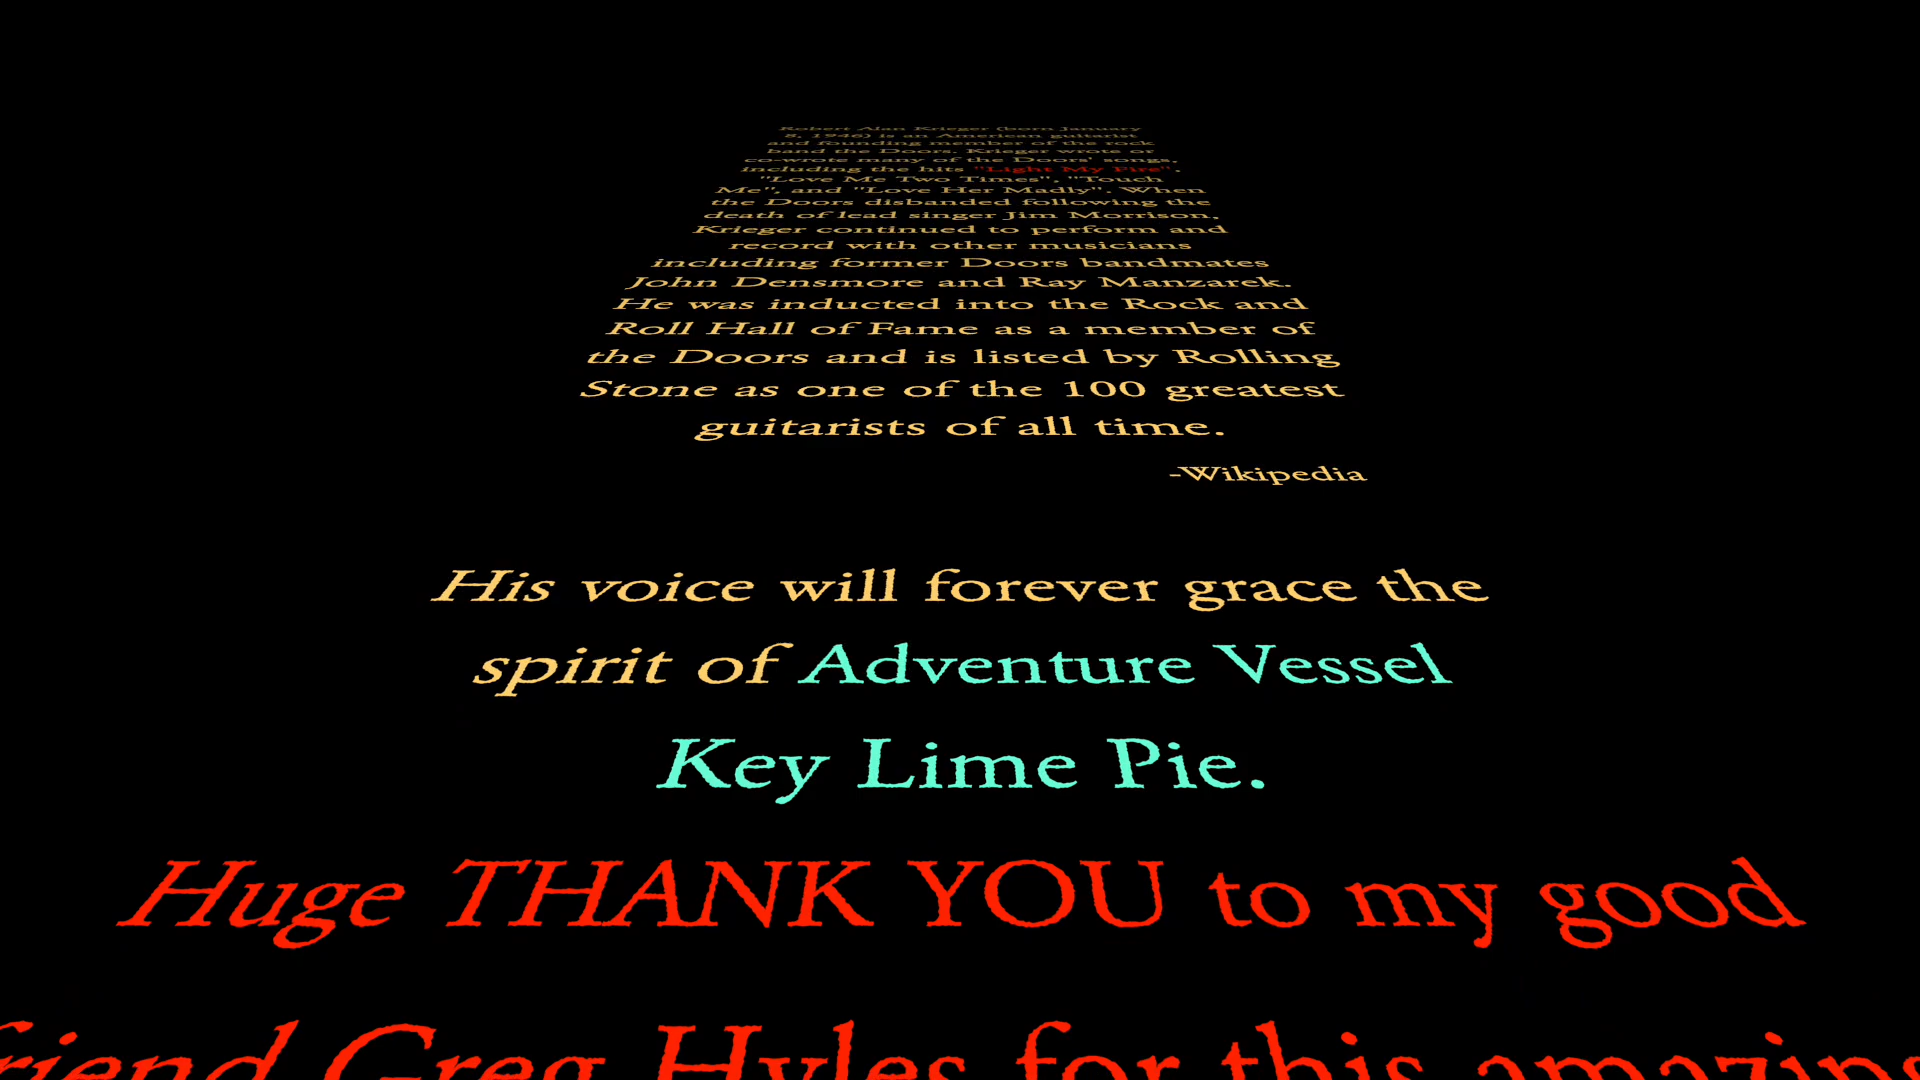 Robert Alan Krieger (born January
8, 1946) is an American guitarist
and founding member of the rock
band the Doors. Krieger wrote or
co-wrote many of the Doors' songs,
including the hits "Light My Fire",
"Love Me Two Times", "Touch
Me", and "Love Her Madly". When
the Doors disbanded following the
death of lead singer Jim Morrison,
Krieger continued to perform and
record with other musicians
including former Doors bandmates
John Densmore and Ray Manzarek.
He was inducted into the Rock and
Roll Hall of Fame as a member of
the Doors and is listed by Rolling
Stone as one of the 100 greatest
guitarists of all time.
-Wikipedia
His voice will forever grace the
spirit of Adventure Vessel
Key Lime Pie.
Huge THANK YOU to my good
friend Greg Hyles for this amazing